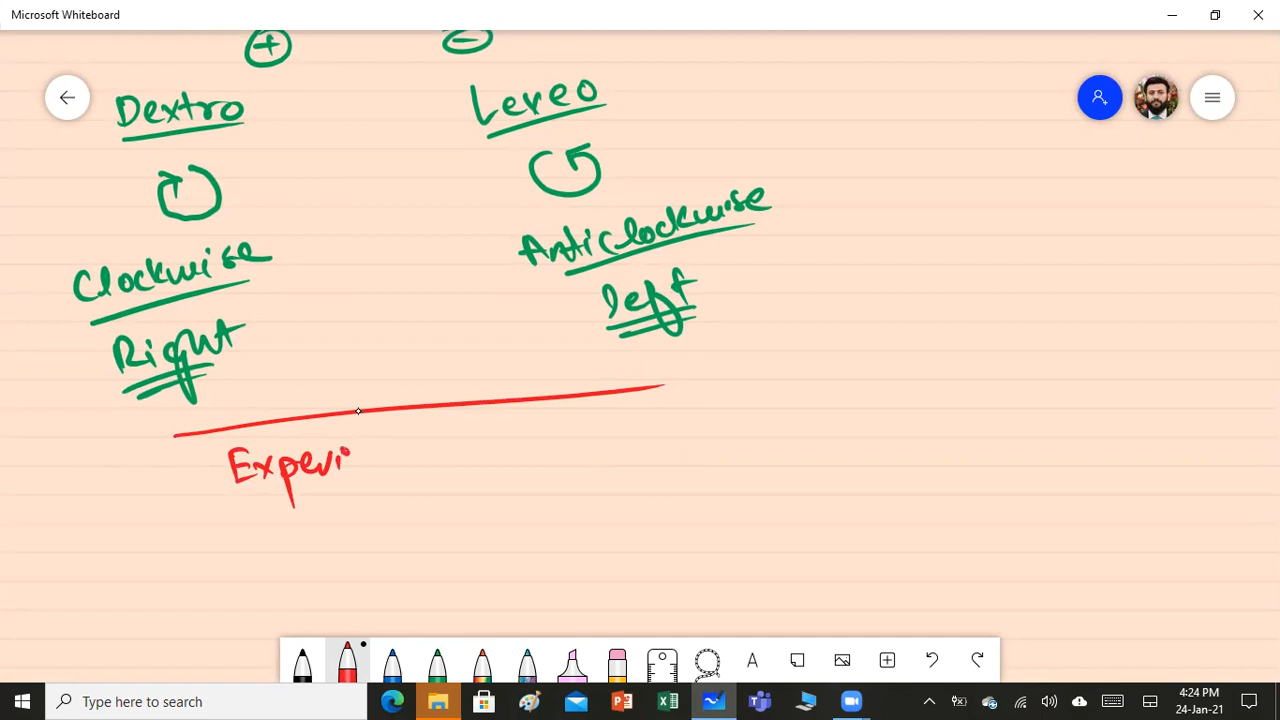 Microsoft Whiteboard
+ −
Dextro Lereo
Clockwise Anticlockwise
Right left
Experi
A
Type here to search
4:24 PM
24-Jan-21